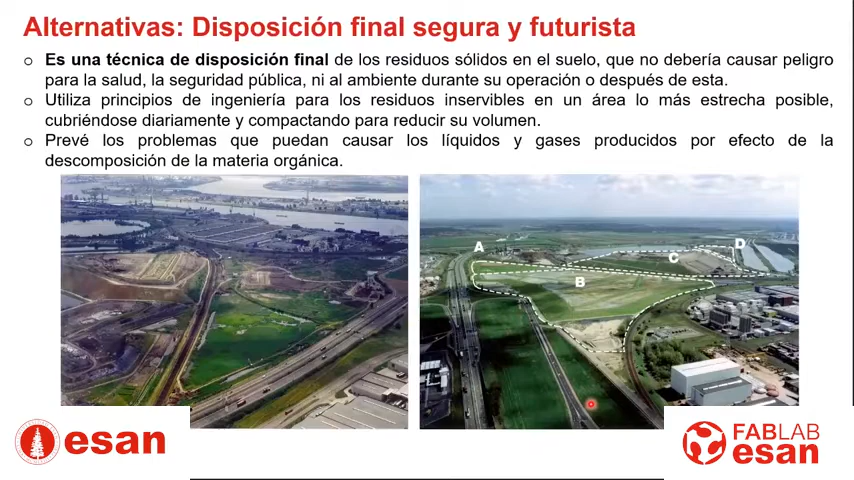 Alternativas: Disposición final segura y futurista
o Es una técnica de disposición final de los residuos sólidos en el suelo, que no debería causar peligro
para la salud, la seguridad pública, ni al ambiente durante su operación o después de esta.
o Utiliza principios de ingeniería para los residuos inservibles en un área lo más estrecha posible,
cubriéndose diariamente y compactando para reducir su volumen.
o Prevé los problemas que puedan causar los líquidos y gases producidos por efecto de la
descomposición de la materia orgánica.
A
B
C
D
esan
FABLAB
esan